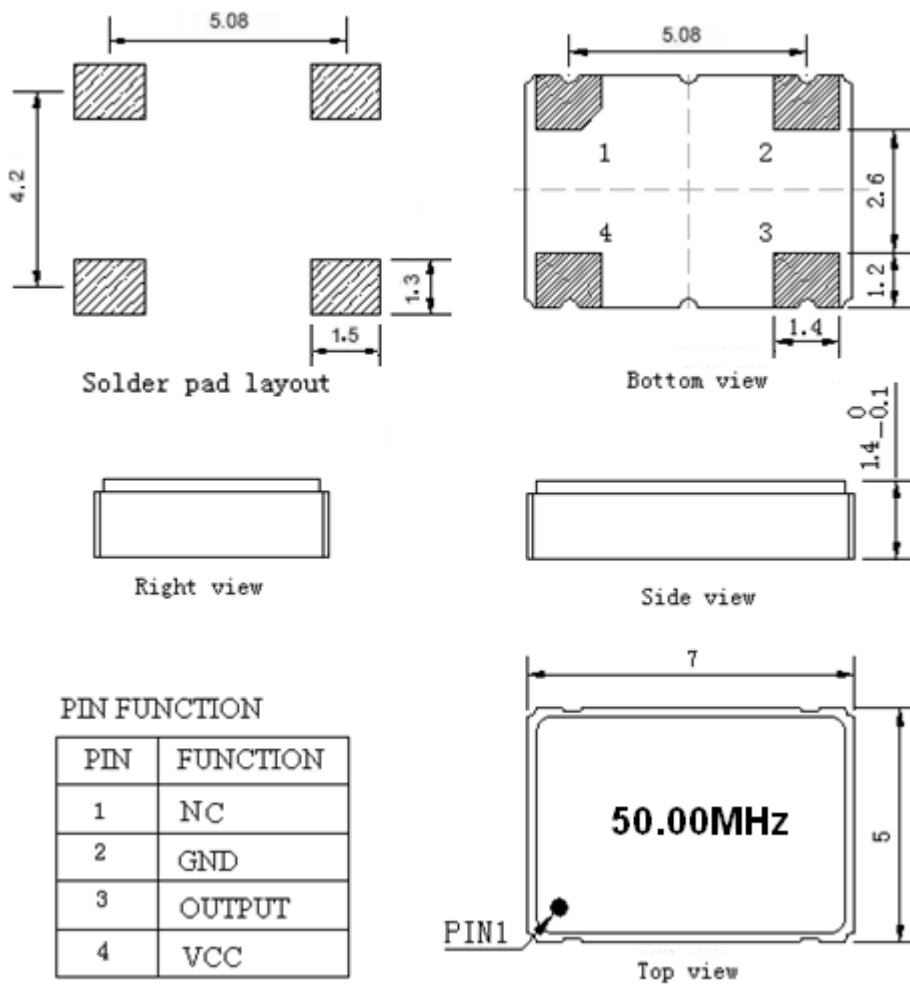 5.08
4.2
1.3
1.5
Solder pad layout
5.08
1 2
4 3
2.6
1.2
1.4
Bottom view
Right view
1.4 0 -0.1
Side view
PIN FUNCTION
PIN FUNCTION
1 NC
2 GND
3 OUTPUT
4 VCC
7
50.00MHz
5
PIN1
Top view